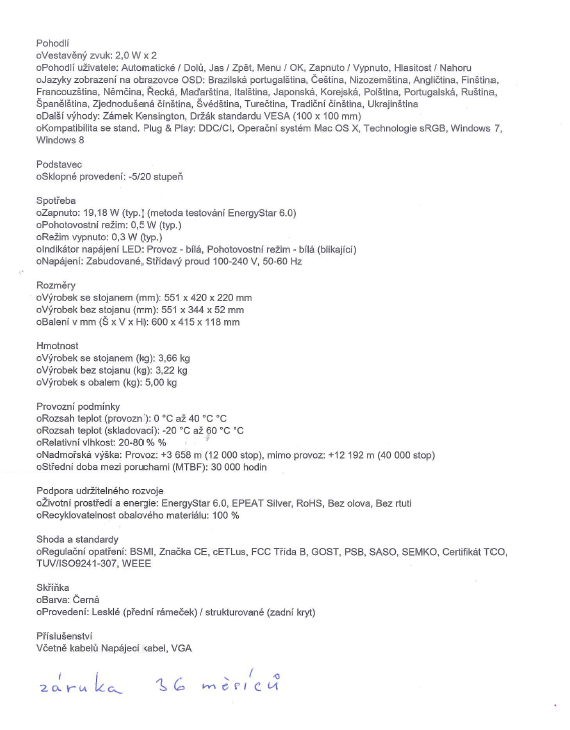 Pohodlí
oVestavěný zvuk: 2,0 W x 2
oPohodlí uživatele: Automatické / Dolů, Jas / Zpět, Menu / OK, Zapnuto / Vypnuto, Hlasitost / Nahoru
oJazyky zobrazení na obrazovce OSD: Brazilská portugalština, Čeština, Nizozemština, Angličtina, Finština,
Francouzština, Němčina, Řecká, Maďarština, Italština, Japonská, Korejská, Polština, Portugalská, Ruština,
Španělština, Zjednodušená čínština, Švédština, Turečtina, Tradiční čínština, Ukrajinština
oDalší výhody: Zámek Kensington, Držák standardu VESA (100 x 100 mm)
oKompatibilita se stand. Plug & Play: DDC/CI, Operační systém Mac OS X, Technologie sRGB, Windows 7,
Windows 8
Podstavec
oSklopné provedení: -5/20 stupeň
Spotřeba
oZapnuto: 19,18 W (typ.) (metoda testování EnergyStar 6.0)
oPohotovostní režim: 0,5 W (typ.)
oRežim vypnuto: 0,3 W (typ.)
oIndikátor napájení LED: Provoz - bílá, Pohotovostní režim - bílá (blikající)
oNapájení: Zabudované, Střídavý proud 100-240 V, 50-60 Hz
Rozměry
oVýrobek se stojanem (mm): 551 x 420 x 220 mm
oVýrobek bez stojanu (mm): 551 x 344 x 52 mm
oBalení v mm (Š x V x H): 600 x 415 x 118 mm
Hmotnost
oVýrobek se stojanem (kg): 3,66 kg
oVýrobek bez stojanu (kg): 3,22 kg
oVýrobek s obalem (kg): 5,00 kg
Provozní podmínky
oRozsah teplot (provozní): 0 °C až 40 °C °C
oRozsah teplot (skladovací): -20 °C až 60 °C °C
oRelativní vlhkost: 20-80 % %
oNadmořská výška: Provoz: +3 658 m (12 000 stop), mimo provoz: +12 192 m (40 000 stop)
oStřední doba mezi poruchami (MTBF): 30 000 hodin
Podpora udržitelného rozvoje
oŽivotní prostředí a energie: EnergyStar 6.0, EPEAT Silver, RoHS, Bez olova, Bez rtuti
oRecyklovatelnost obalového materiálu: 100 %
Shoda a standardy
oRegulační opatření: BSMI, Značka CE, cETLus, FCC Třída B, GOST, PSB, SASO, SEMKO, Certifikát TCO,
TUV/ISO9241-307, WEEE
Skříňka
oBarva: Černá
oProvedení: Lesklé (přední rámeček) / strukturované (zadní kryt)
Příslušenství
Včetně kabelů Napájecí kabel, VGA
záruka 36 měsíců